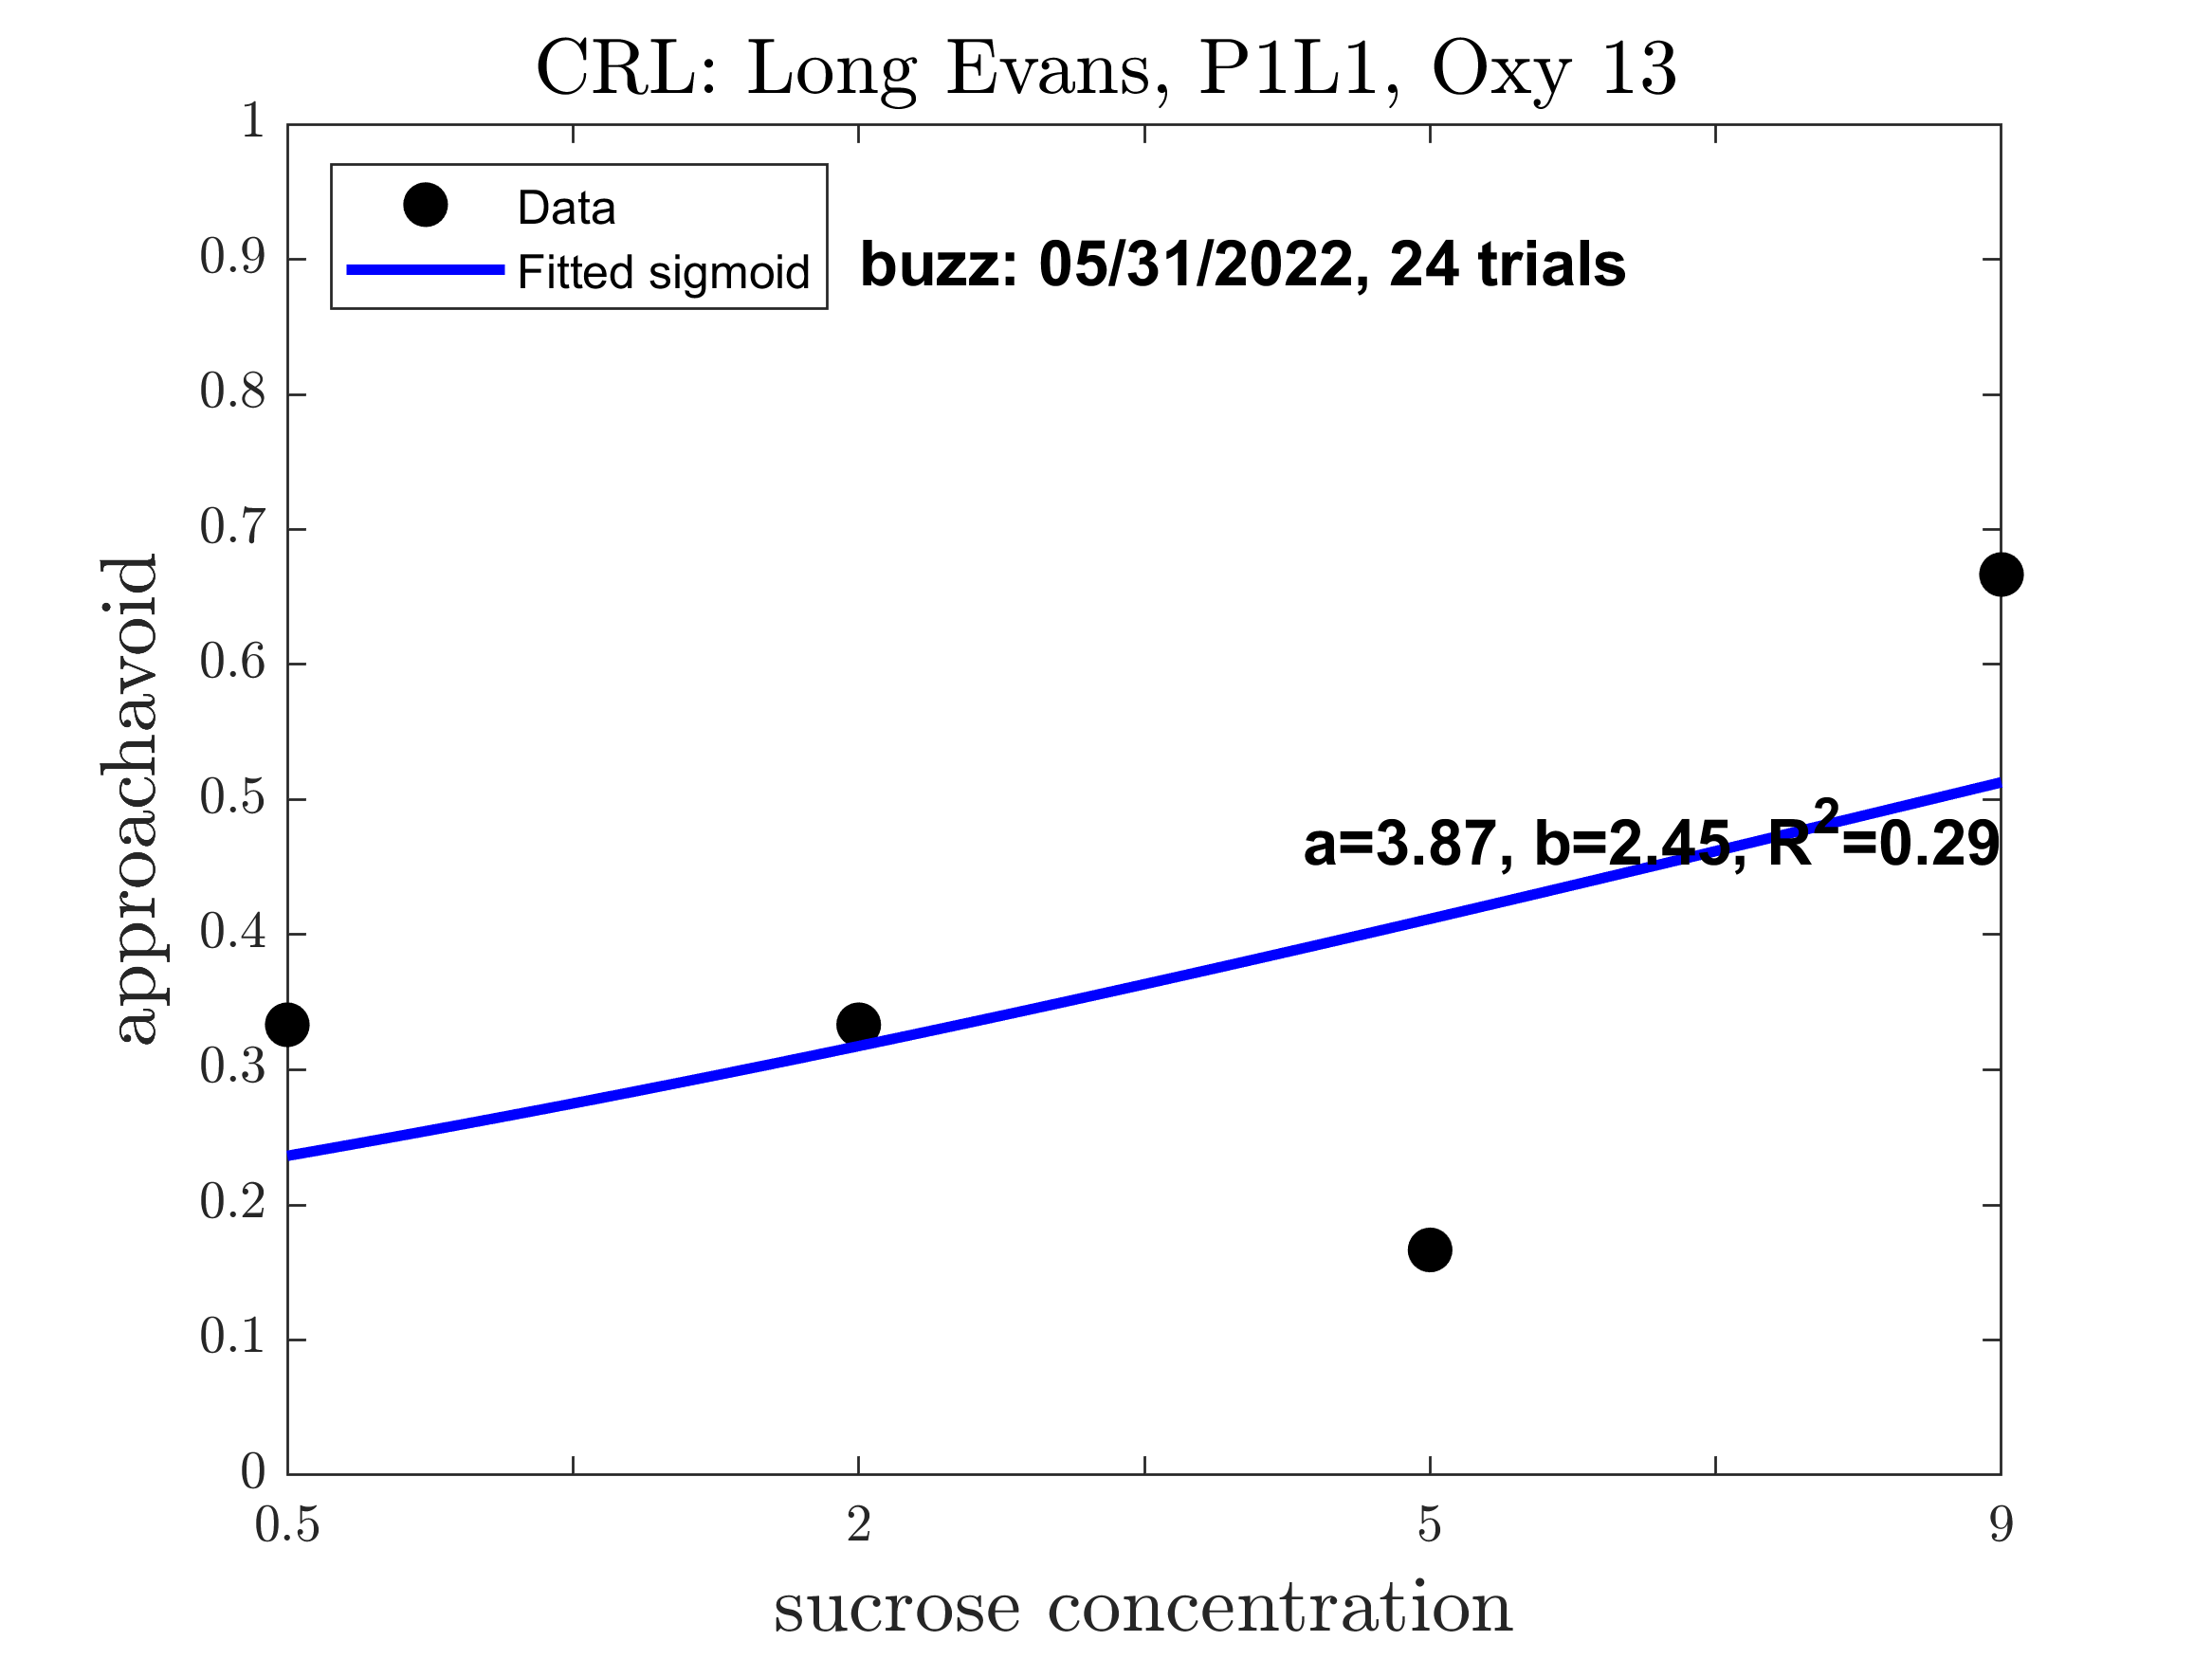 CRL: Long Evans, P1L1, Oxy 13
1
0.9
0.8
0.7
0.6
0.5
0.4
0.3
0.2
0.1
0
approachavoid
Data
Fitted sigmoid
buzz: 05/31/2022, 24 trials
a=3.87, b=2.45, R²=0.29
0.5 2 5 9
sucrose concentration